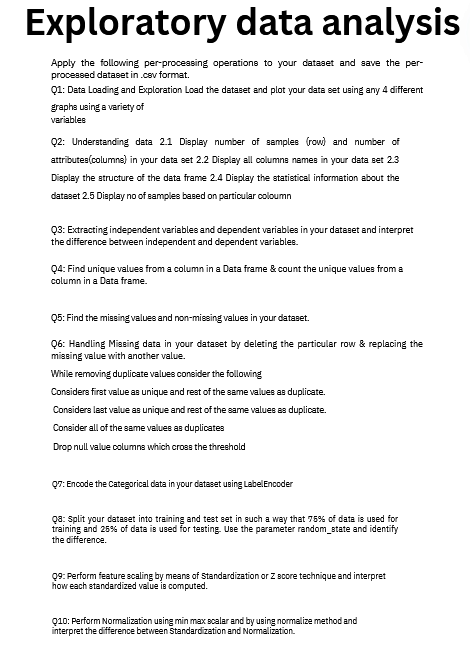 Exploratory data analysis
Apply the following per-processing operations to your dataset and save the per-
processed dataset in .csv format.
Q1: Data Loading and Exploration Load the dataset and plot your data set using any 4 different
graphs using a variety of
variables
Q2: Understanding data 2.1 Display number of samples (row) and number of
attributes(columns) in your data set 2.2 Display all columns names in your data set 2.3
Display the structure of the data frame 2.4 Display the statistical information about the
dataset 2.5 Display no of samples based on particular coloumn
Q3: Extracting independent variables and dependent variables in your dataset and interpret
the difference between independent and dependent variables.
Q4: Find unique values from a column in a Data frame & count the unique values from a
column in a Data frame.
Q5: Find the missing values and non-missing values in your dataset.
Q6: Handling Missing data in your dataset by deleting the particular row & replacing the
missing value with another value.
While removing duplicate values consider the following
Considers first value as unique and rest of the same values as duplicate.
Considers last value as unique and rest of the same values as duplicate.
Consider all of the same values as duplicates
Drop null value columns which cross the threshold
Q7: Encode the Categorical data in your dataset using LabelEncoder
Q8: Split your dataset into training and test set in such a way that 75% of data is used for
training and 25% of data is used for testing. Use the parameter random_state and identify
the difference.
Q9: Perform feature scaling by means of Standardization or Z score technique and interpret
how each standardized value is computed.
Q10: Perform Normalization using min max scalar and by using normalize method and
interpret the difference between Standardization and Normalization.